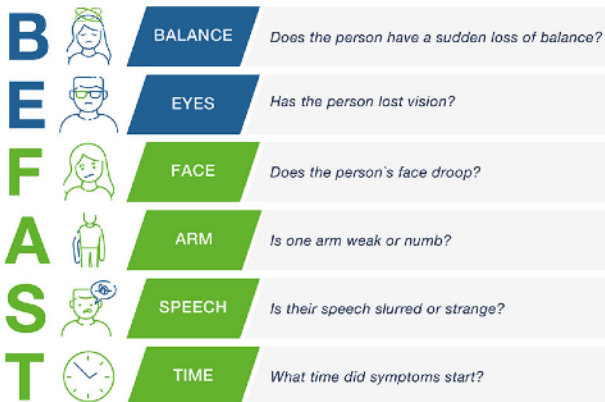 B BALANCE Does the person have a sudden loss of balance?
E EYES Has the person lost vision?
F FACE Does the person`s face droop?
A ARM Is one arm weak or numb?
S SPEECH Is their speech slurred or strange?
T TIME What time did symptoms start?